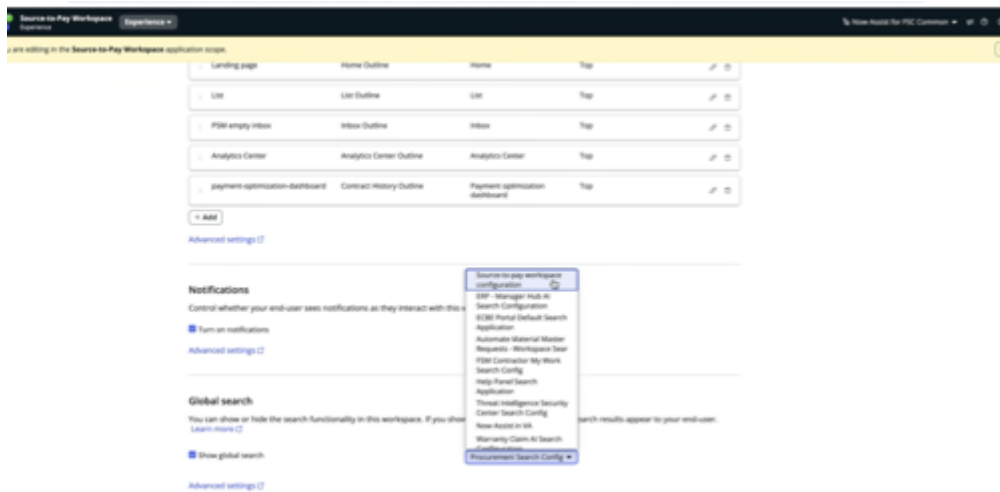 Source-to-Pay Workspace
Experience
Experience
Now Assist for PSC Common
are editing in the Source-to-Pay Workspace application scope.
Landing page Home Outline Home Top
List List Outline List Top
PSM empty inbox Inbox Outline Inbox Top
Analytics Center Analytics Center Outline Analytics Center Top
payment-optimization-dashboard Contract History Outline Payment optimization Top
dashboard
+ Add
Advanced settings
Source-to-pay workspace
configuration
Notifications
ERP - Manager Hub AI
Search Configuration
Control whether your end-user sees notifications as they interact with this
ECBE Portal Default Search
Application
Turn on notifications
Automate Material Master
Requests - Workspace Sear
Advanced settings
FSM Contractor My Work
Search Config
Help Panel Search
Application
Global search
Threat Intelligence Security
Center Search Config
You can show or hide the search functionality in this workspace. If you show
arch results appear to your end-user.
Learn more
Now Assist in VA
Warranty Claim AI Search
Show global search
Procurement Search Config
Advanced settings